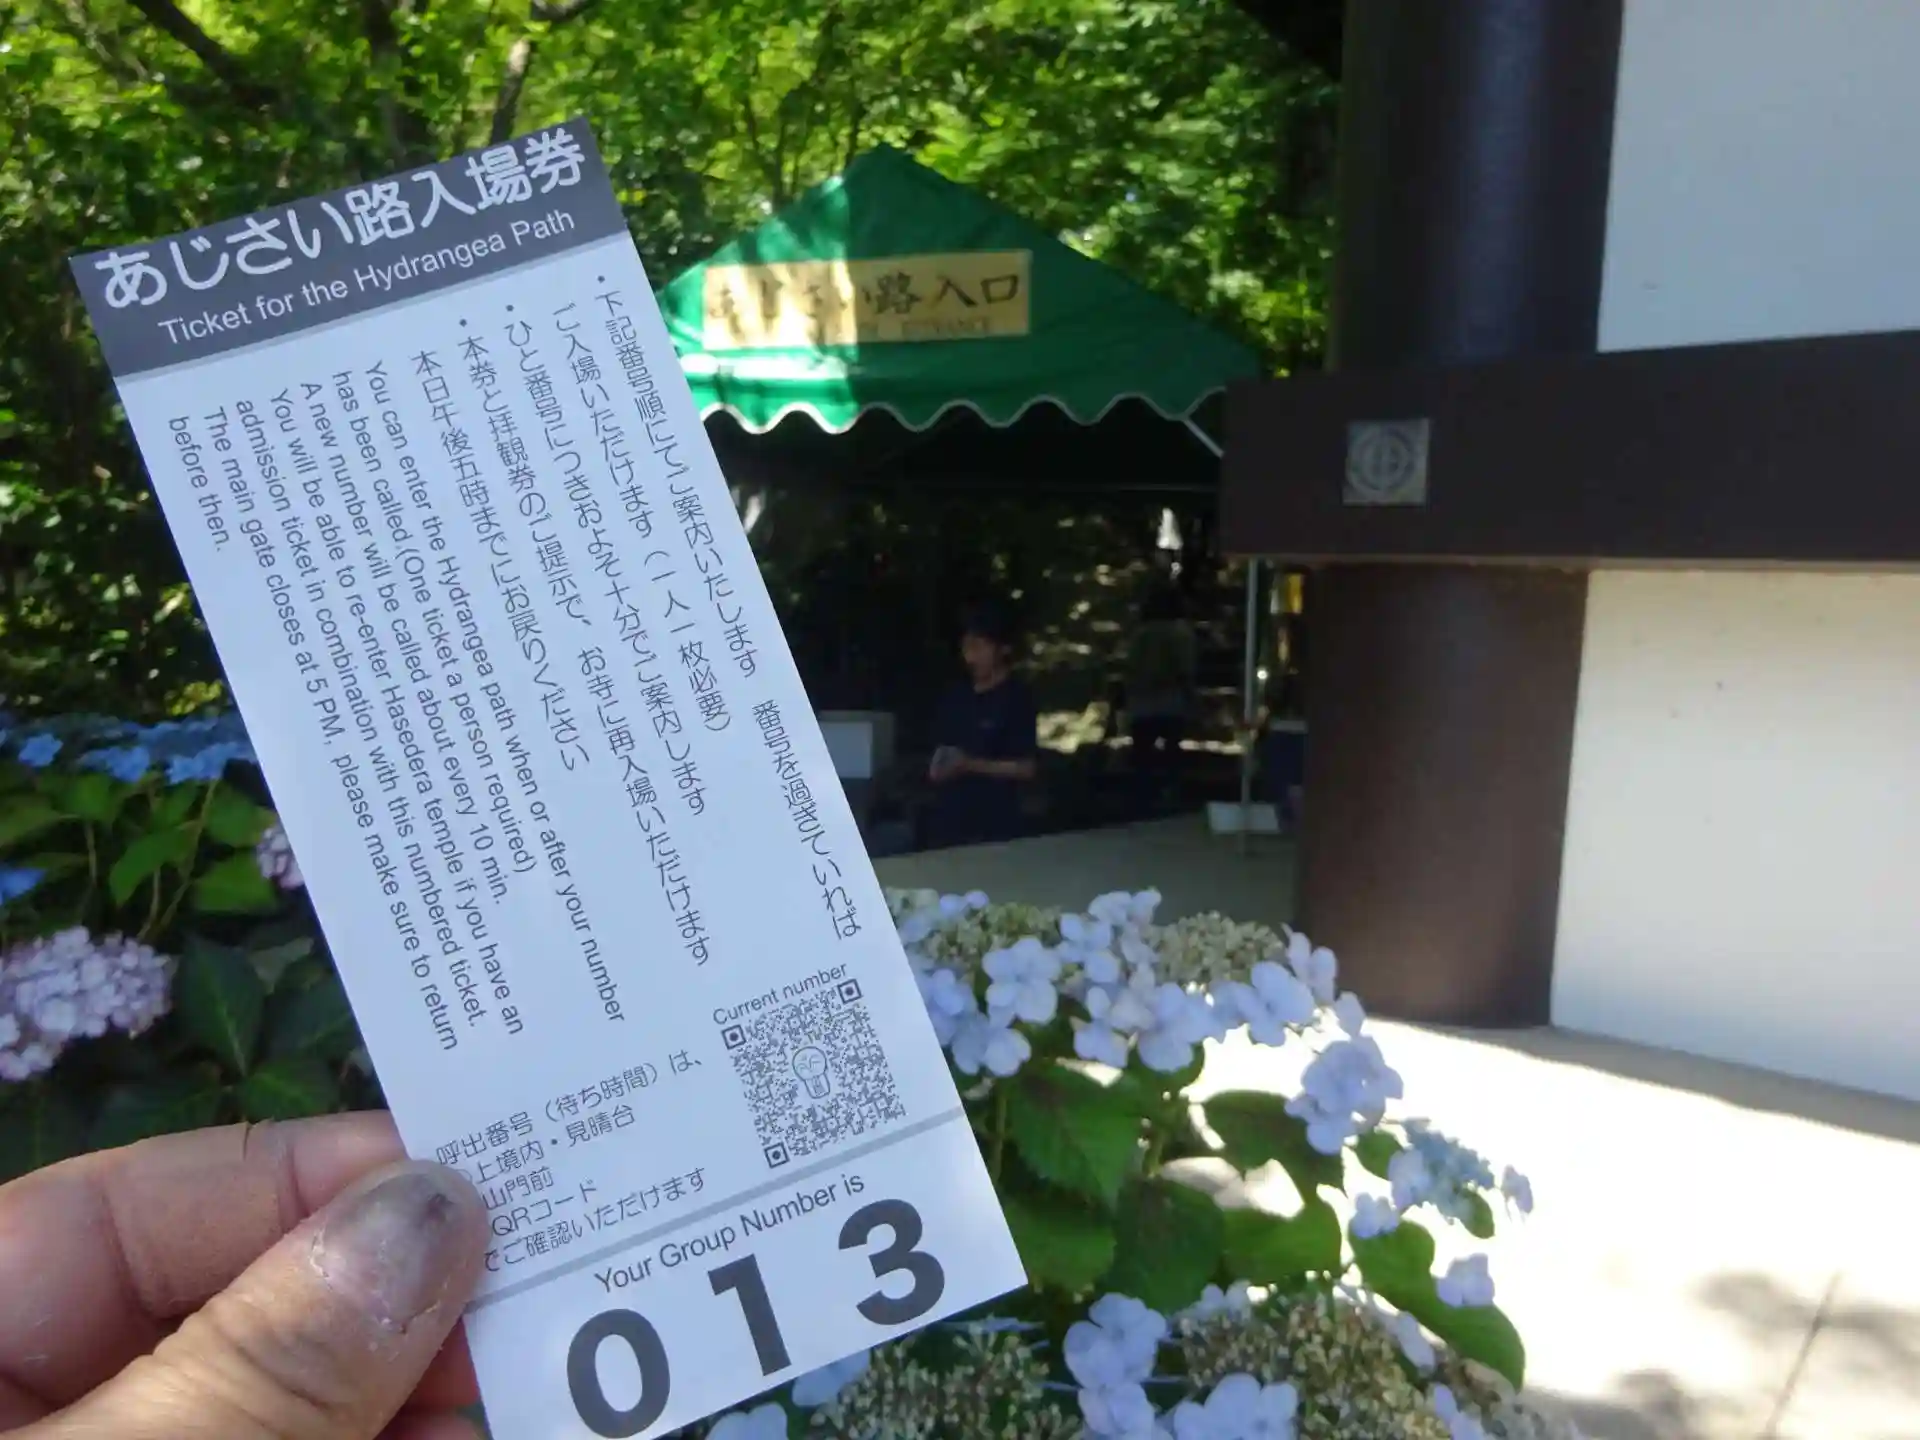 あじさい路入場券
Ticket for the Hydrangea Path
・下記番号順にてご案内いたします 番号を過ぎていれば
ご入場いただけます（一人一枚必要）
・ひと番号につきおよそ十分でご案内します
・本券と拝観券のご提示で、お寺に再入場いただけます
本日午後五時までにお戻りください
You can enter the Hydrangea path when or after your number
has been called.(One ticket a person required)
A new number will be called about every 10 min.
You will be able to re-enter Hasedera temple if you have an
admission ticket in combination with this numbered ticket.
The main gate closes at 5 PM, please make sure to return
before then.
Current number
呼出番号（待ち時間）は、
上境内・見晴台
山門前
QRコード
でご確認いただけます
Your Group Number is
013
あじさい路入口
ENTRANCE